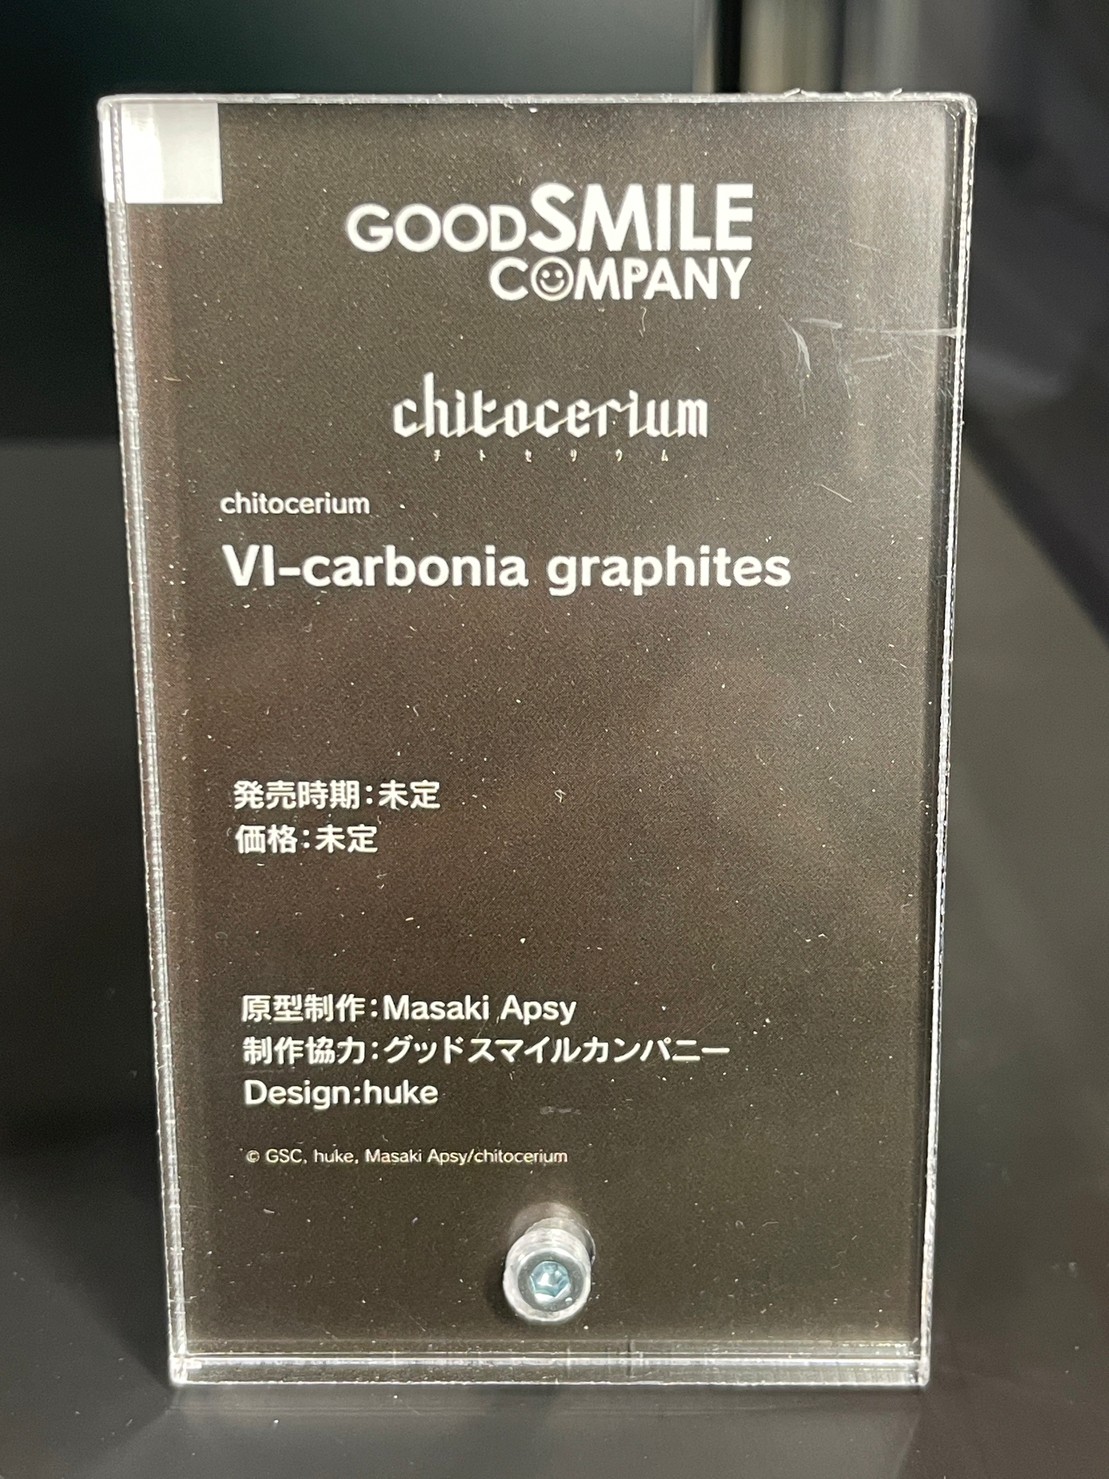 GOODSMILE
COMPANY
chitocerium
チトセリウム
chitocerium
VI-carbonia graphites
発売時期：未定
価格：未定
原型制作：Masaki Apsy
制作協力：グッドスマイルカンパニー
Design:huke
© GSC, huke, Masaki Apsy/chitocerium